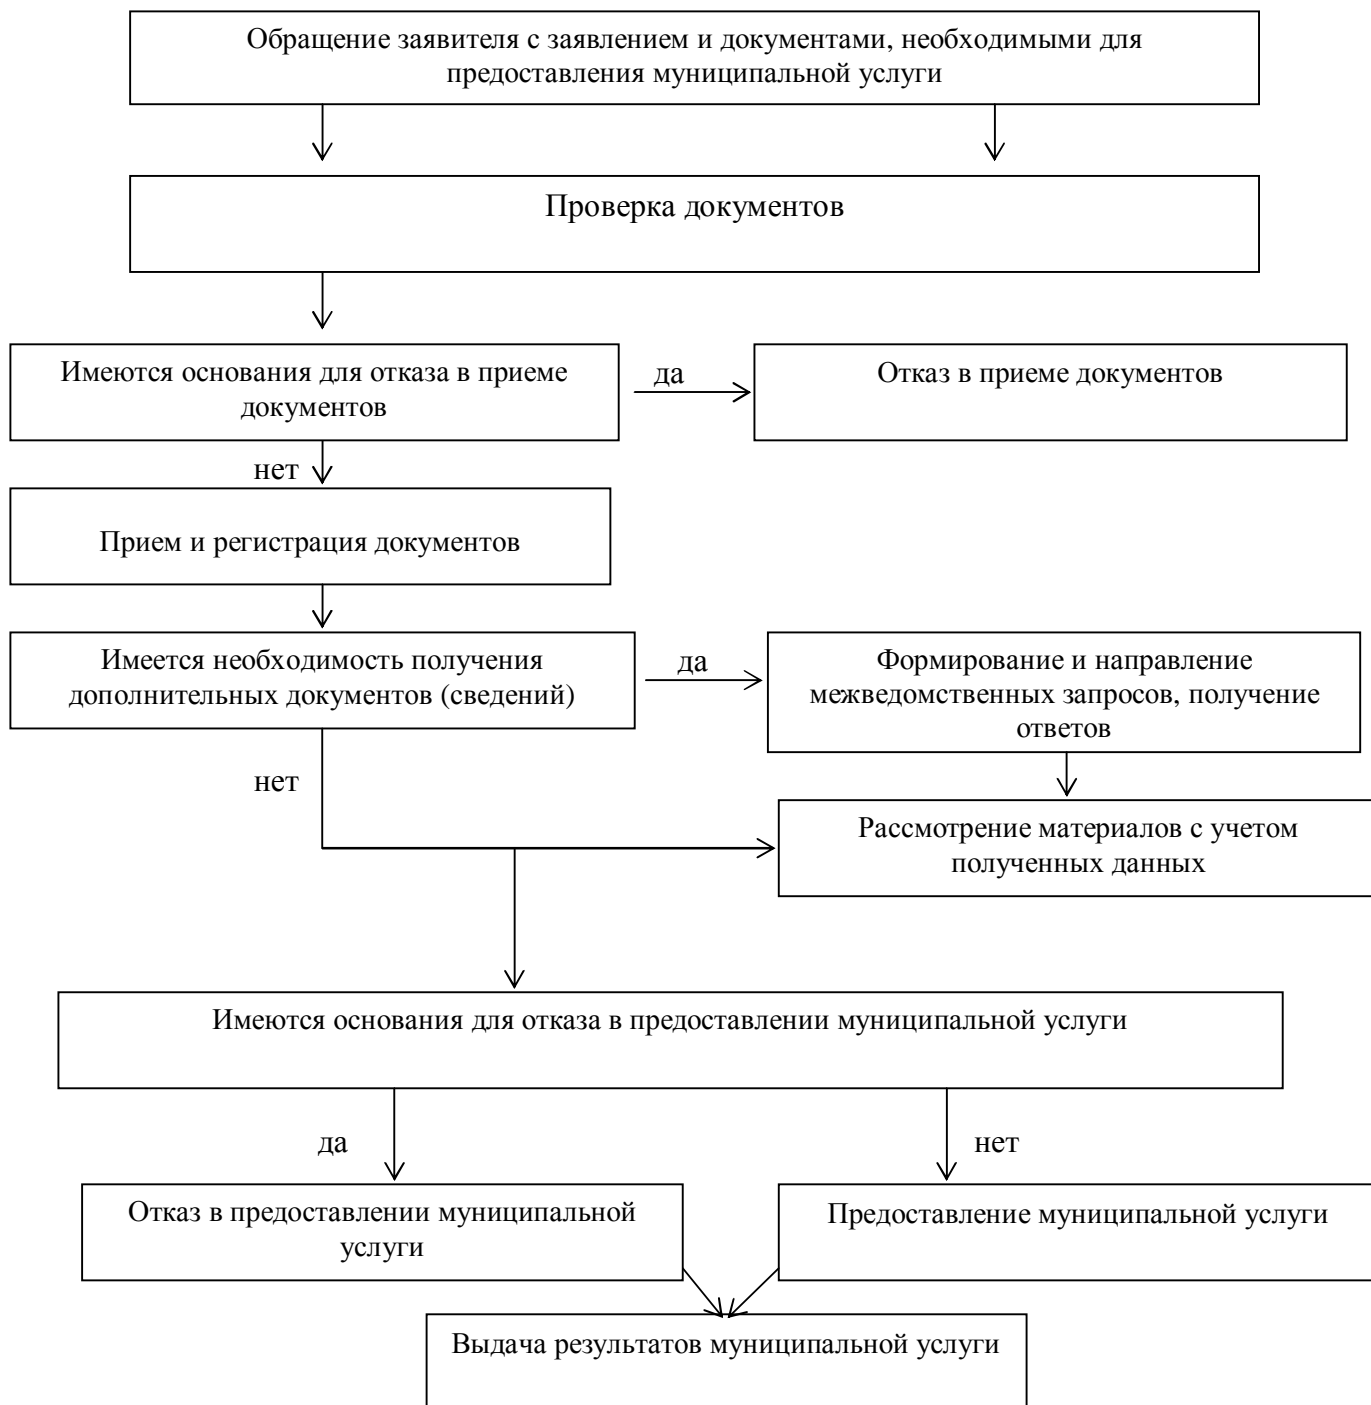 Обращение заявителя с заявлением и документами, необходимыми для
предоставления муниципальной услуги
Проверка документов
Имеются основания для отказа в приеме
документов
да
Отказ в приеме документов
нет
Прием и регистрация документов
Имеется необходимость получения
дополнительных документов (сведений)
да
Формирование и направление
межведомственных запросов, получение
ответов
нет
Рассмотрение материалов с учетом
полученных данных
Имеются основания для отказа в предоставлении муниципальной услуги
да
нет
Отказ в предоставлении муниципальной
услуги
Предоставление муниципальной услуги
Выдача результатов муниципальной услуги